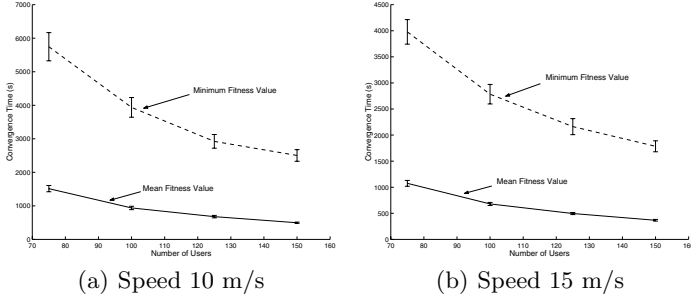 7000
6000
5000
4000
3000
2000
1000
0
Convergence Time (s)
Minimum Fitness Value
Mean Fitness Value
70 80 90 100 110 120 130 140 150 160
Number of Users
(a) Speed 10 m/s
4500
4000
3500
3000
2500
2000
1500
1000
500
0
Convergence Time (s)
Minimum Fitness Value
Mean Fitness Value
70 80 90 100 110 120 130 140 150 160
Number of Users
(b) Speed 15 m/s